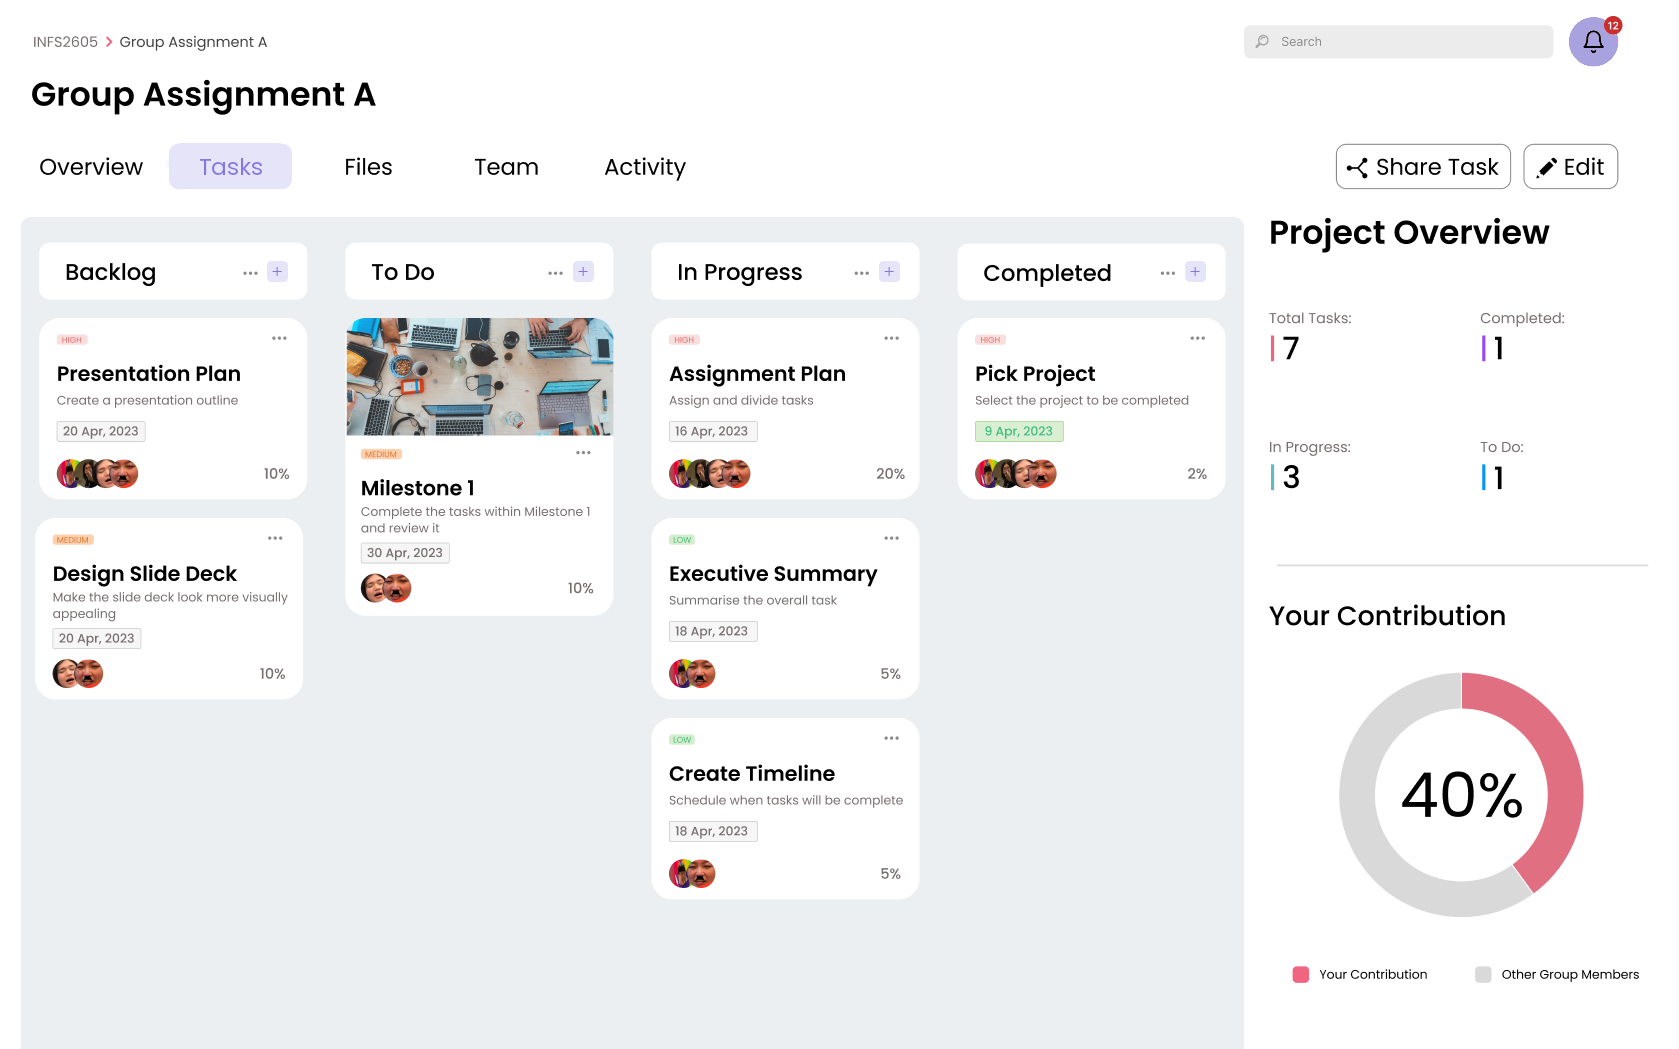 INFS2605 > Group Assignment A
Search
12
Group Assignment A
Overview
Tasks
Files
Team
Activity
Share Task
Edit
Backlog
... +
HIGH
...
Presentation Plan
Create a presentation outline
20 Apr, 2023
10%
MEDIUM
...
Design Slide Deck
Make the slide deck look more visually
appealing
20 Apr, 2023
10%
To Do
... +
MEDIUM
...
Milestone 1
Complete the tasks within Milestone 1
and review it
30 Apr, 2023
10%
In Progress
... +
HIGH
...
Assignment Plan
Assign and divide tasks
16 Apr, 2023
20%
LOW
...
Executive Summary
Summarise the overall task
18 Apr, 2023
5%
LOW
...
Create Timeline
Schedule when tasks will be complete
18 Apr, 2023
5%
Completed
... +
HIGH
...
Pick Project
Select the project to be completed
9 Apr, 2023
2%
Project Overview
Total Tasks:
7
Completed:
1
In Progress:
3
To Do:
1
Your Contribution
40%
Your Contribution
Other Group Members